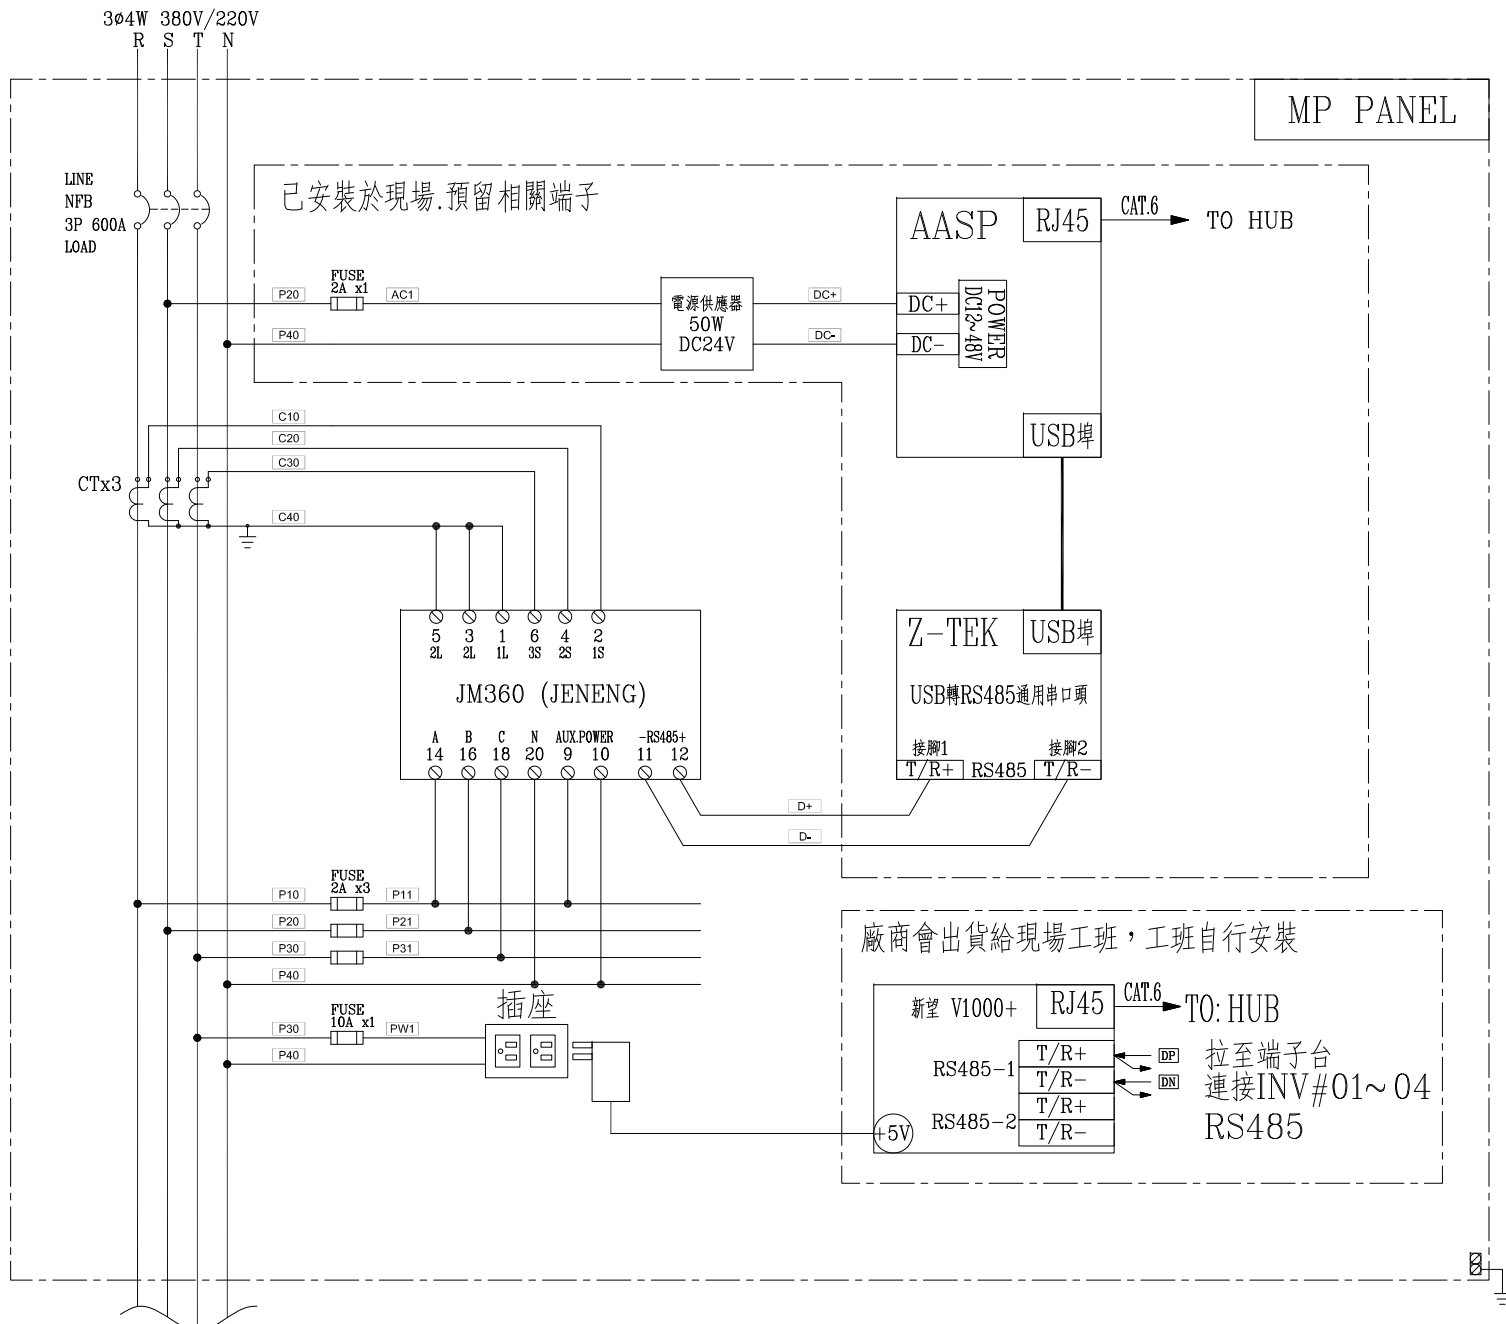 3ø4W 380V/220V
R S T N
MP PANEL
LINE
NFB
3P 600A
LOAD
已安裝於現場.預留相關端子
AASP
RJ45
CAT.6
TO HUB
P20
FUSE
2A x1
AC1
電源供應器
50W
DC24V
DC+
DC+
POWER
DC12~48V
P40
DC-
DC-
USB埠
C10
C20
C30
CTx3
C40
5 3 1 6 4 2
2L 2L 1L 3S 2S 1S
JM360 (JENENG)
A B C N AUX.POWER -RS485+
14 16 18 20 9 10 11 12
Z-TEK
USB埠
USB轉RS485通用串口頭
接腳1 接腳2
T/R+ RS485 T/R-
D+
D-
FUSE
2A x3
P10 P11
P20 P21
P30 P31
P40
插座
FUSE
10A x1
P30 PW1
P40
廠商會出貨給現場工班，工班自行安裝
新望 V1000+
RJ45
CAT.6
TO: HUB
RS485-1
T/R+
DP
T/R-
DN
RS485-2
T/R+
T/R-
+5V
拉至端子台
連接INV#01~04
RS485